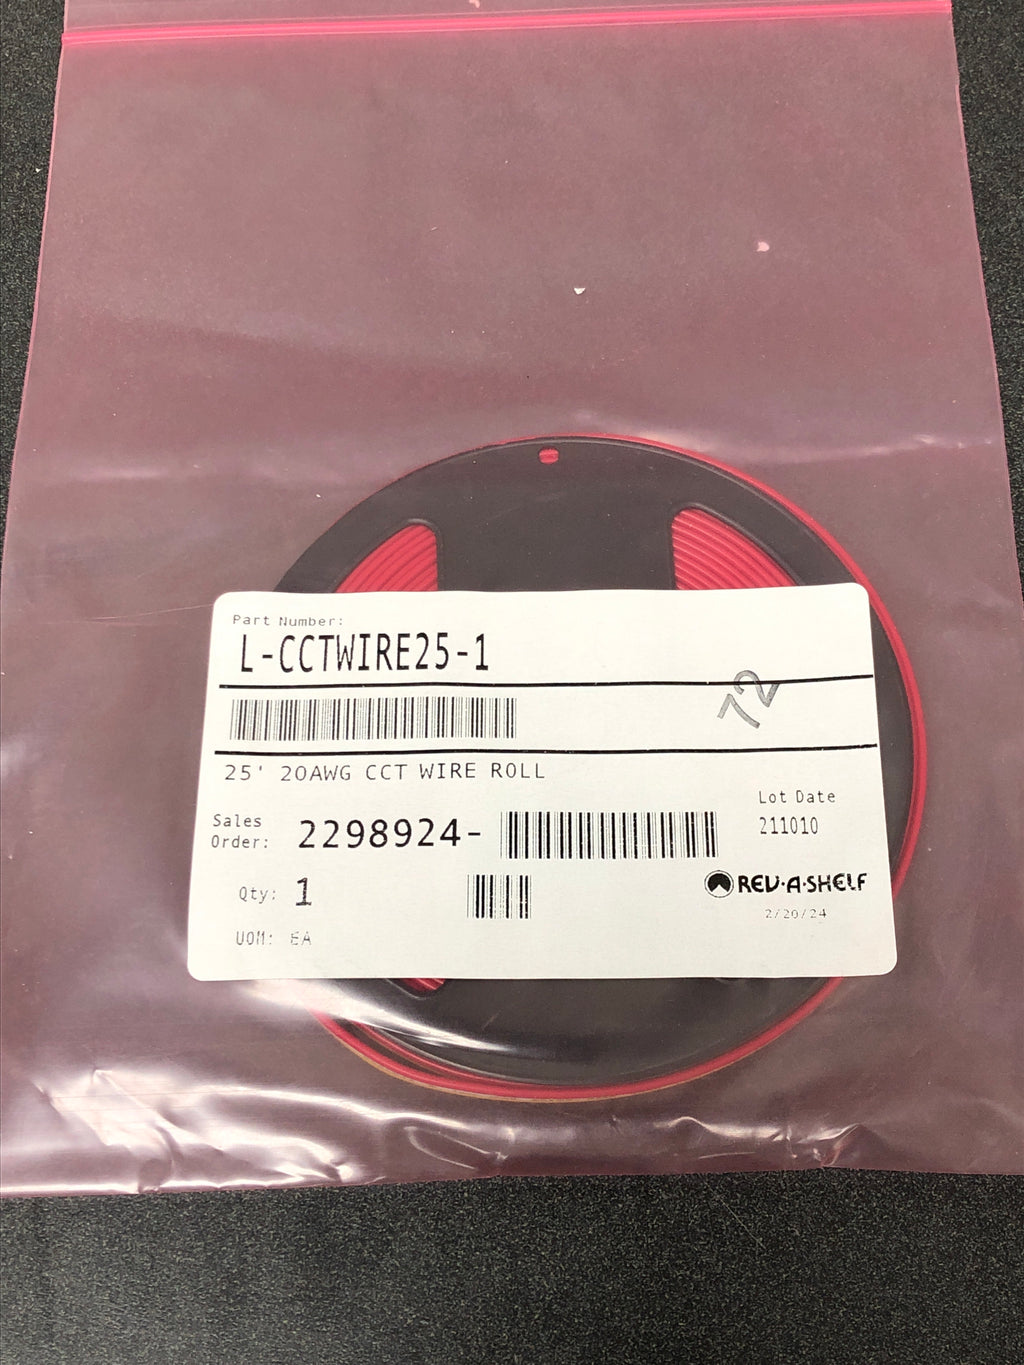 Part Number:
L-CCTWIRE25-1
72
25' 20AWG CCT WIRE ROLL
Sales Order: 2298924-
Lot Date
211010
Qty: 1
REV-A-SHELF
2/20/24
UOM: EA